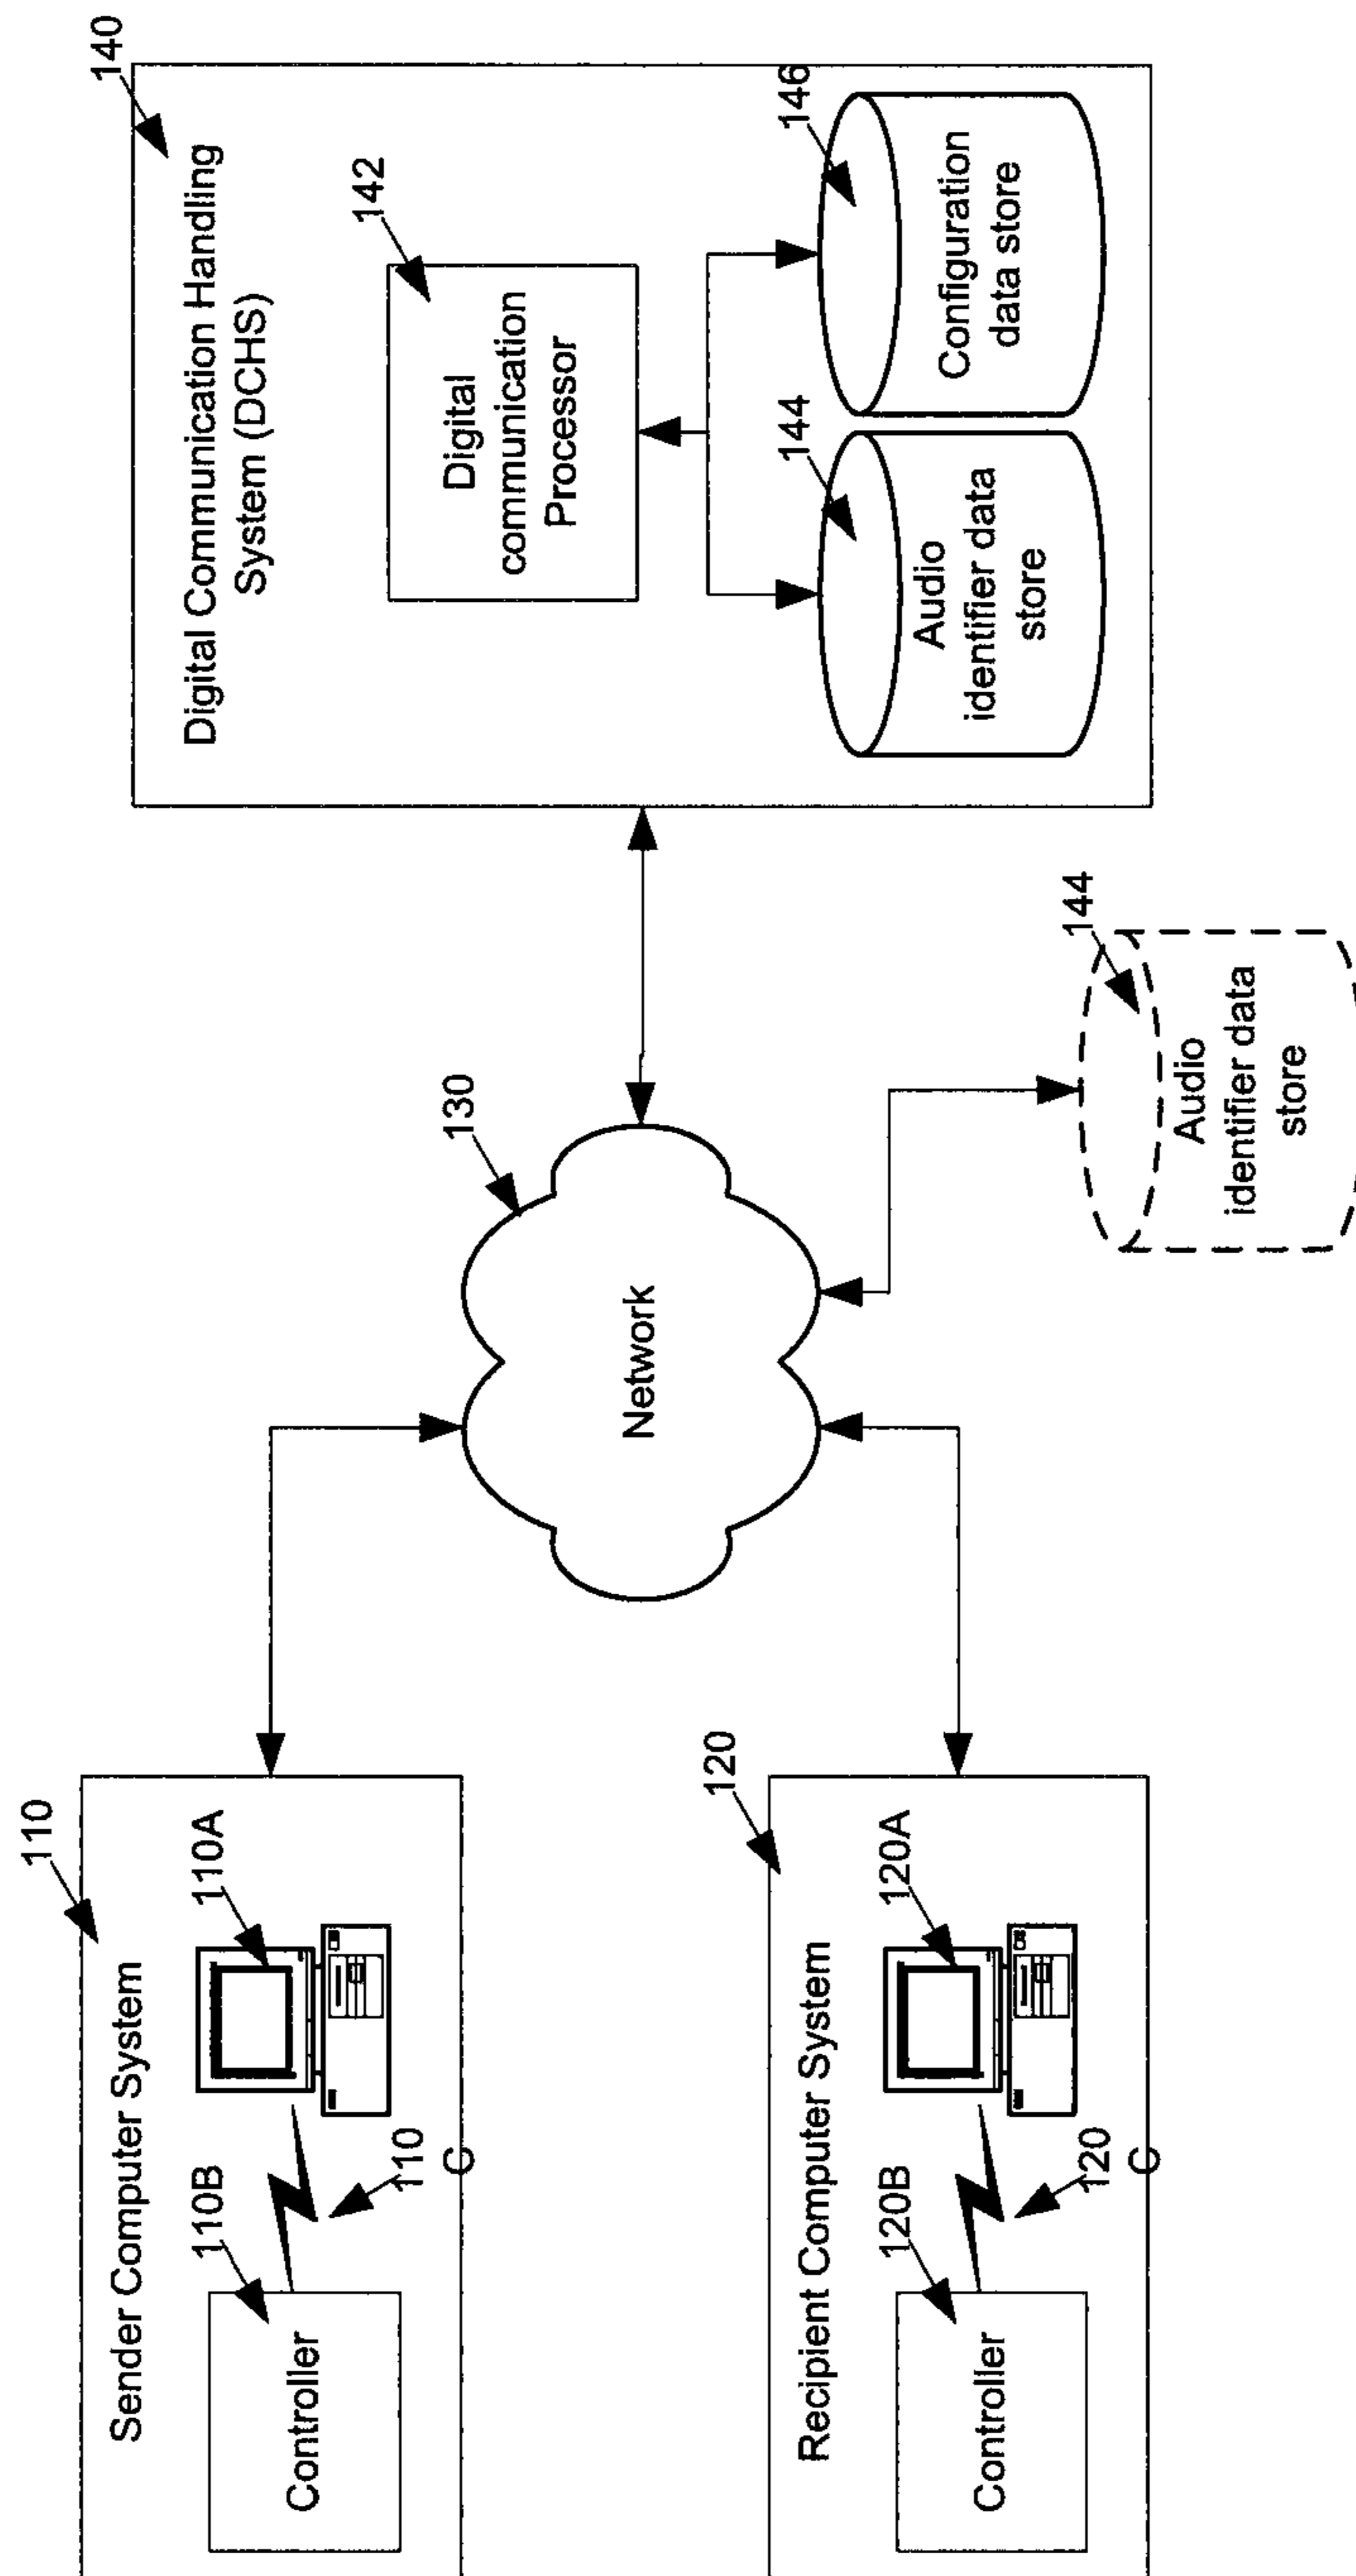 110
Sender Computer System
110A
110B
Controller
110
C
120
Recipient Computer System
120A
120B
Controller
120
C
130
Network
144
Audio
identifier data
store
140
Digital Communication Handling
System (DCHS)
142
Digital
communication
Processor
144
Audio
identifier data
store
146
Configuration
data store